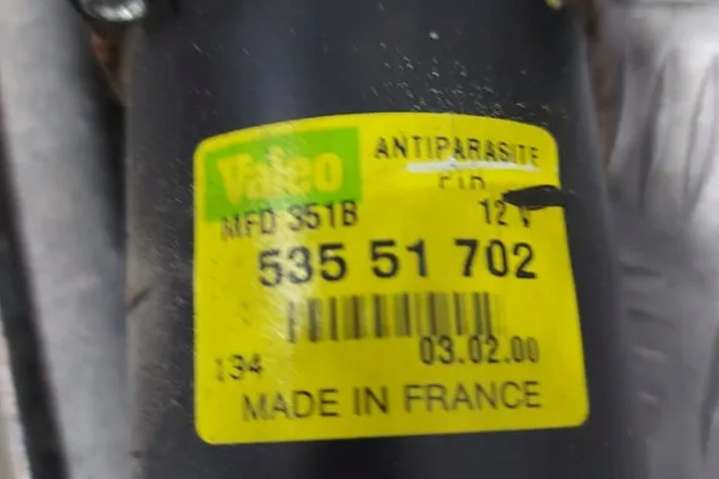 Valeo
ANTIPARASITE
MFD 351B 12 V
535 51 702
134 03.02.00
MADE IN FRANCE